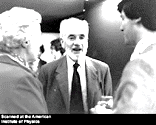 Scanned at the American
Institute of Physics